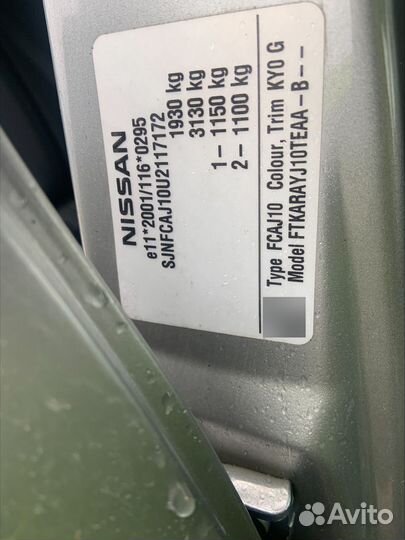 NISSAN
e11*2001/116*0295
SJNFCAJ10U2117172
1930 kg
3130 kg
1 – 1150 kg
2 – 1100 kg
Type FCAJ10 Colour, Trim KY0 G
Model FTKARAYJ10TEAA – B – –
Avito